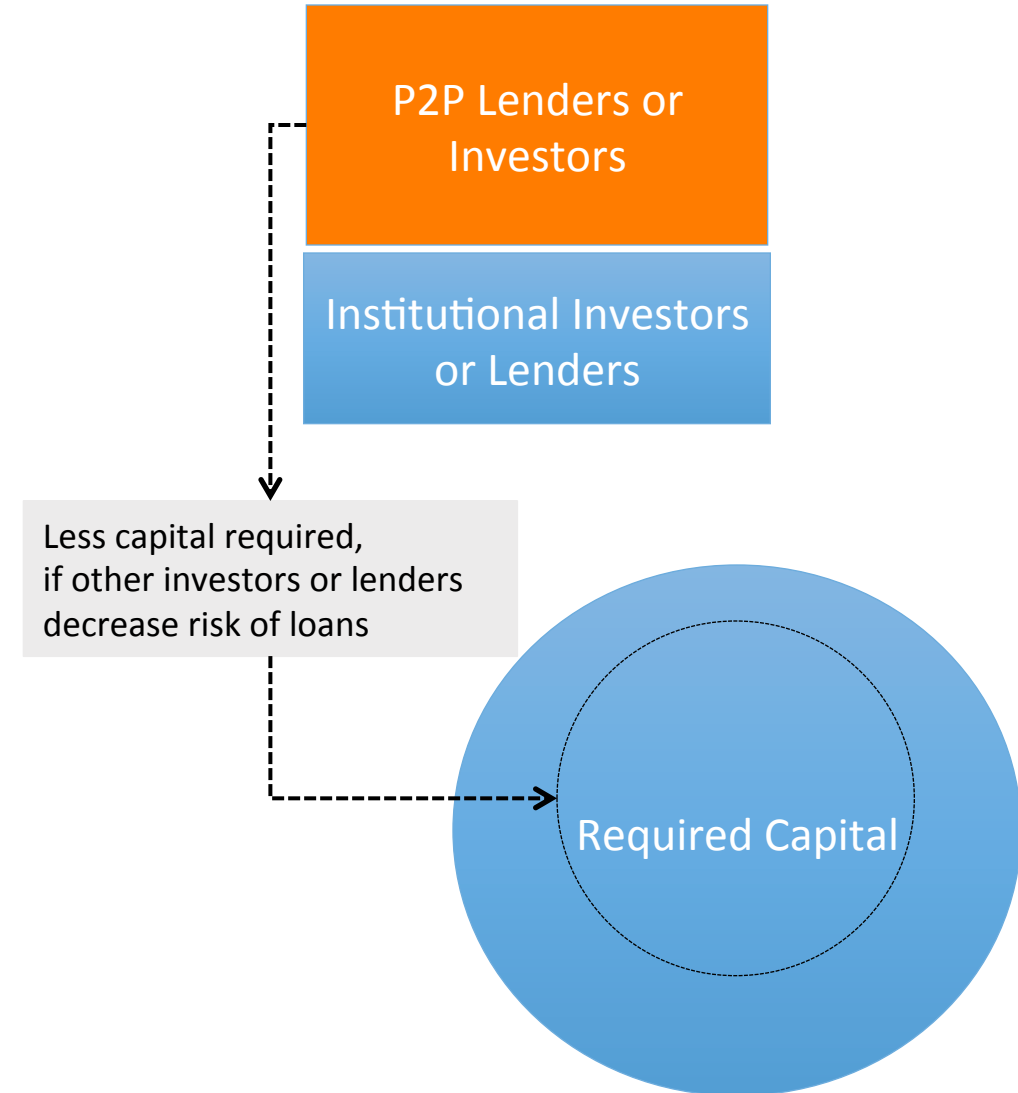 P2P Lenders or
Investors
Institutional Investors
or Lenders
Less capital required,
if other investors or lenders
decrease risk of loans
Required Capital